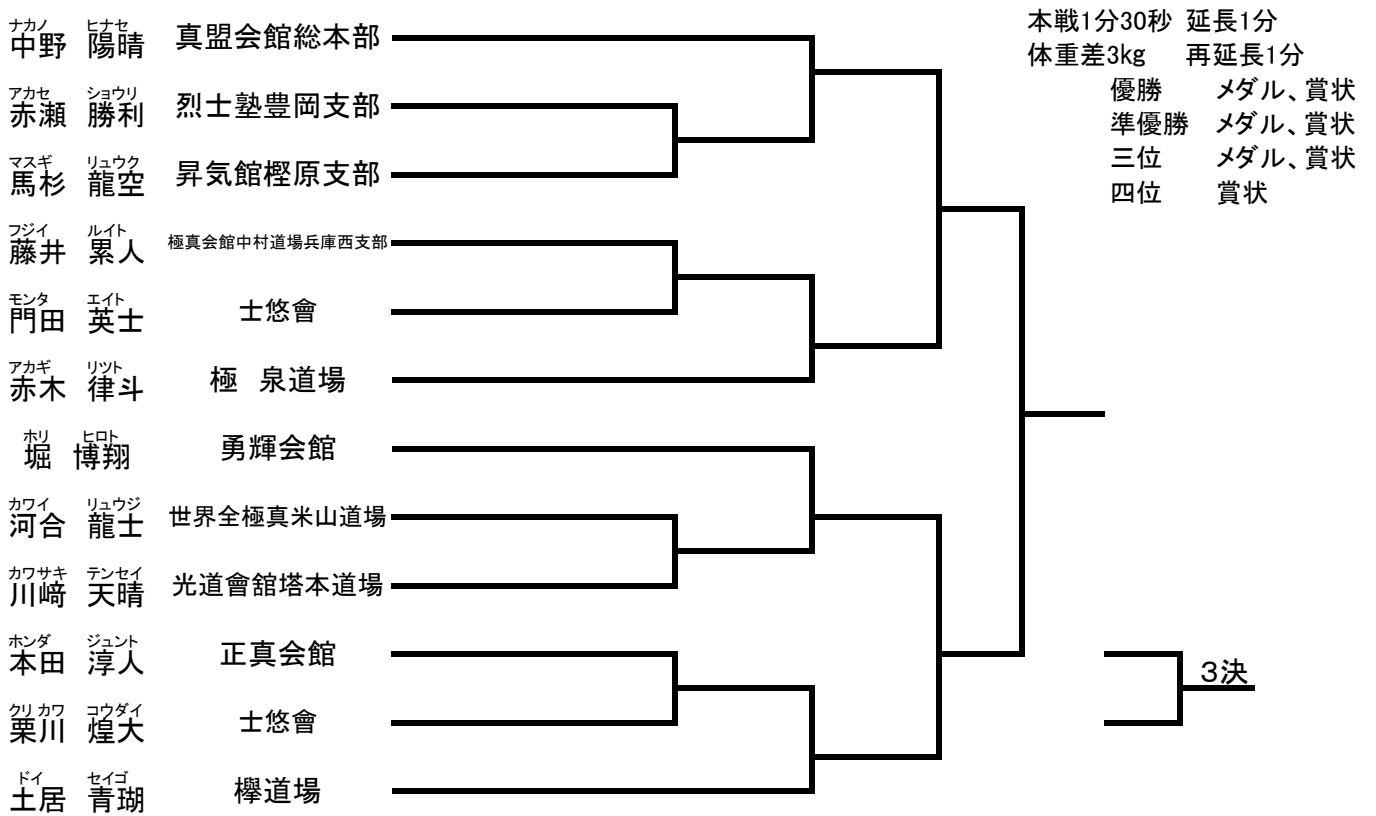 ナカノ ヒナセ
中野 陽晴 真盟会館総本部
アカセ ショウリ
赤瀬 勝利 烈士塾豊岡支部
マスギ リュウク
馬杉 龍空 昇気館樫原支部
フジイ ルイト
藤井 累人 極真会館中村道場兵庫西支部
モンタ エイト
門田 英士 士悠會
アカギ リツト
赤木 律斗 極 泉道場
ホリ ヒロト
堀 博翔 勇輝会館
カワイ リュウジ
河合 龍士 世界全極真米山道場
カワサキ テンセイ
川﨑 天晴 光道會舘塔本道場
ホンダ ジュント
本田 淳人 正真会館
クリ カワ コウダイ
栗川 煌大 士悠會
ドイ セイゴ
土居 青瑚 欅道場
本戦1分30秒 延長1分
体重差3kg 再延長1分
優勝 メダル、賞状
準優勝 メダル、賞状
三位 メダル、賞状
四位 賞状
3決